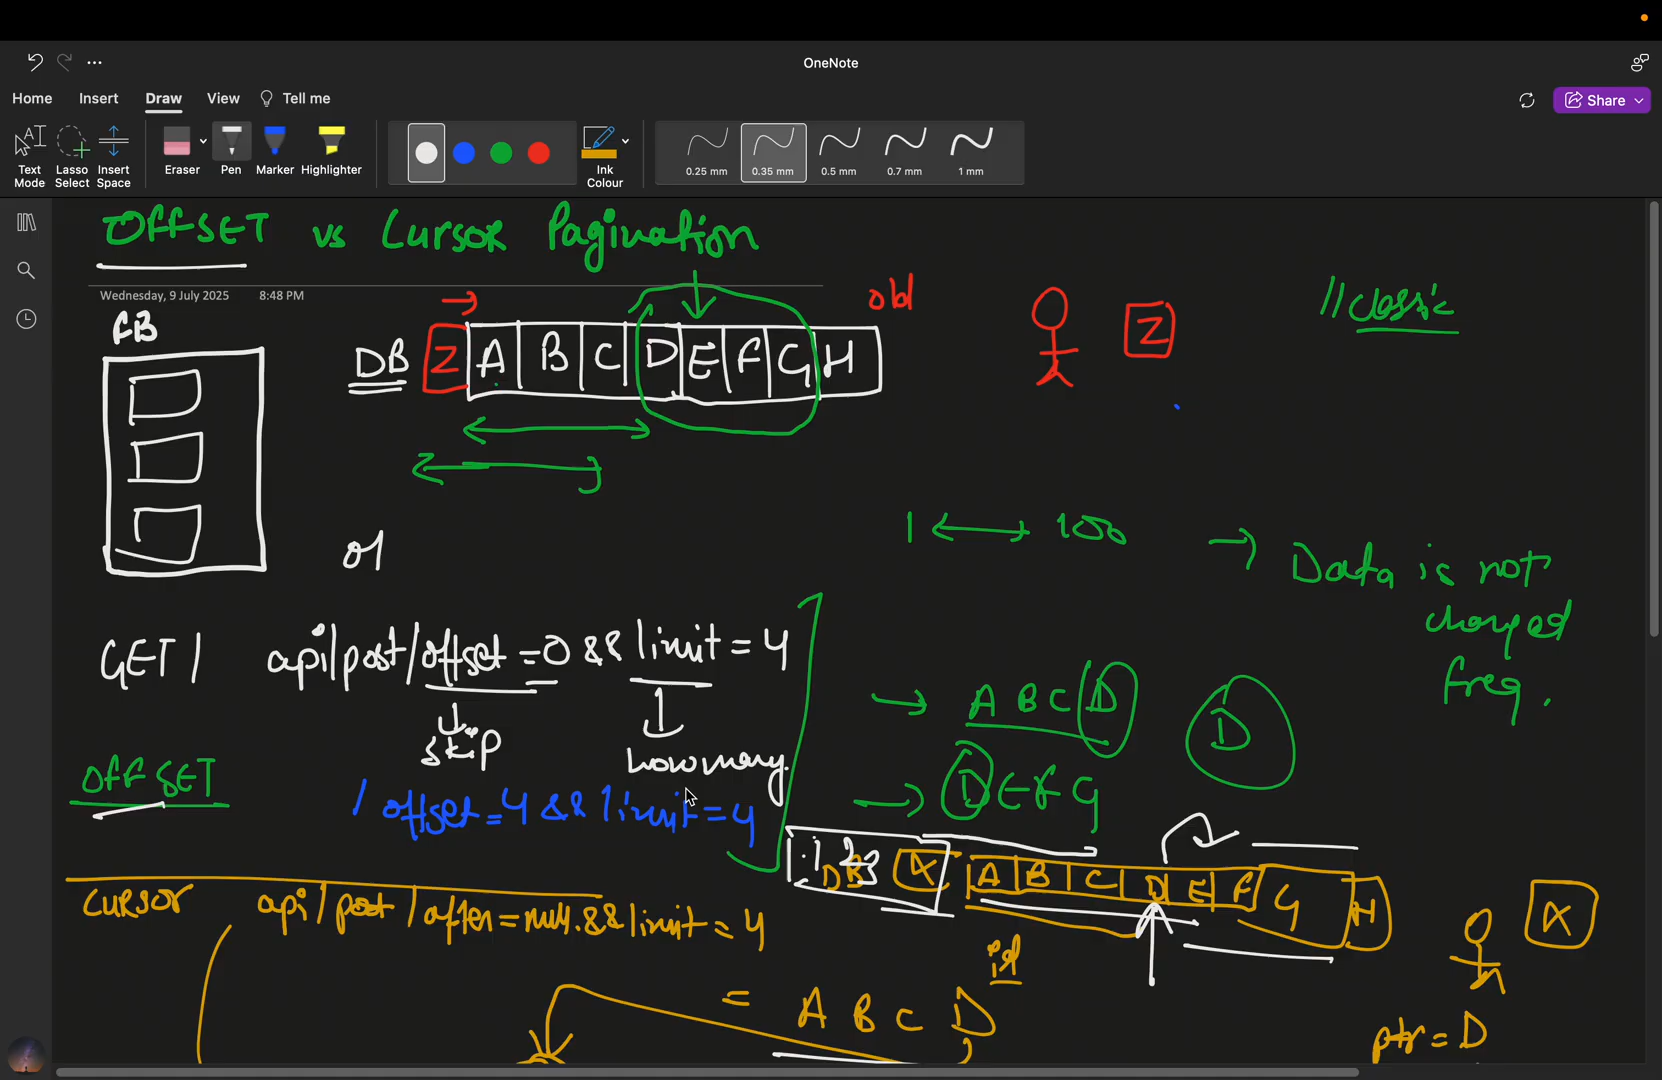 OneNote
Home Insert Draw View Tell me
Share
Text Mode
Lasso Select
Insert Space
Eraser
Pen
Marker
Highlighter
Ink Colour
0.25 mm
0.35 mm
0.5 mm
0.7 mm
1 mm
OFFSET vs Cursor Pagination
Wednesday, 9 July 2025 8:48 PM
old
Z
//classic
FB
DB Z A B C D E F G H
1 ↔ 100 → Data is not
changed
freq.
of
GET/ api/post/offset = 0 && limit = 4
→ A B C D
D
skip
how many
→ D E F G
OFFSET
/ offset = 4 && limit = 4
DB X A B C D E F G H
X
CURSOR api/post/after = null && limit = 4
id
= A B C D
ptr = D